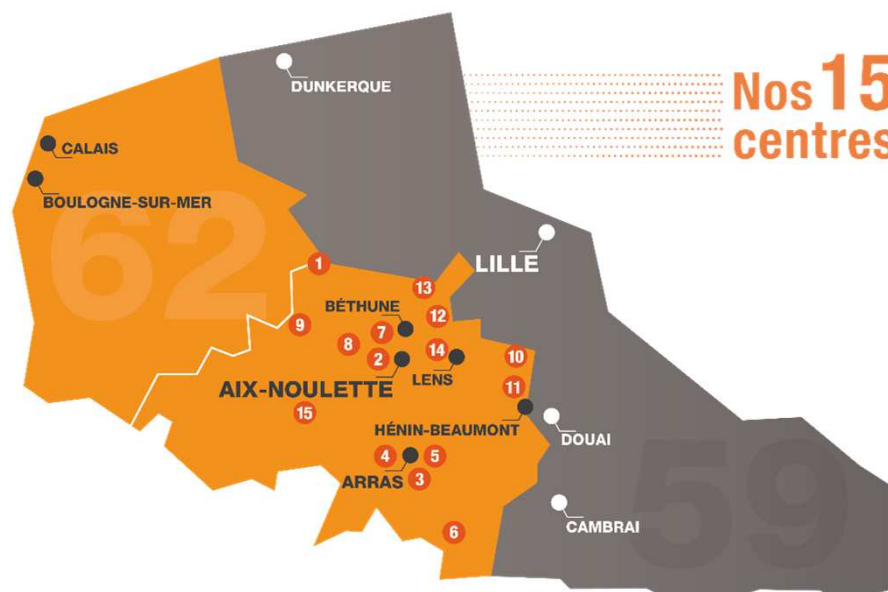 DUNKERQUE
Nos 15
centres
CALAIS
BOULOGNE-SUR-MER
62
LILLE
1
13
BÉTHUNE
12
9
7
8
14
10
2
LENS
AIX-NOULETTE
11
15
HÉNIN-BEAUMONT
DOUAI
4
5
ARRAS
3
CAMBRAI
59
6